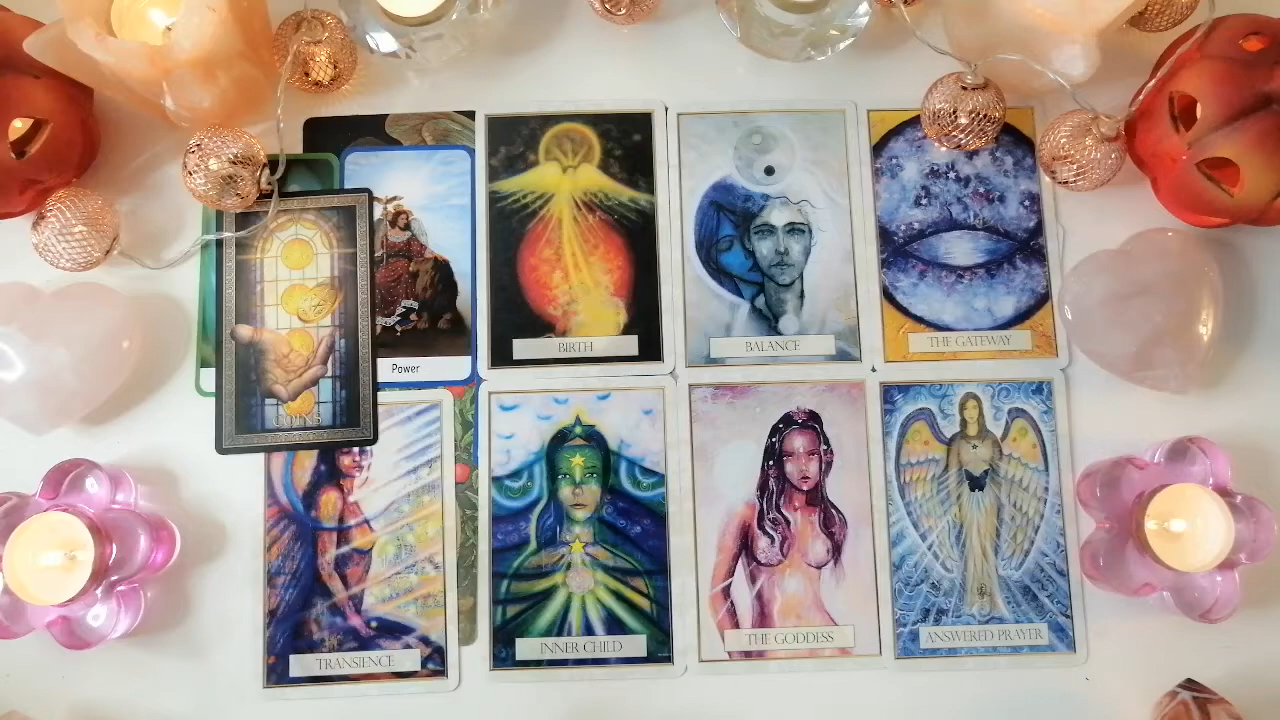 BIRTH
BALANCE
THE GATEWAY
COINS
Power
TRANSIENCE
INNER CHILD
THE GODDESS
ANSWERED PRAYER